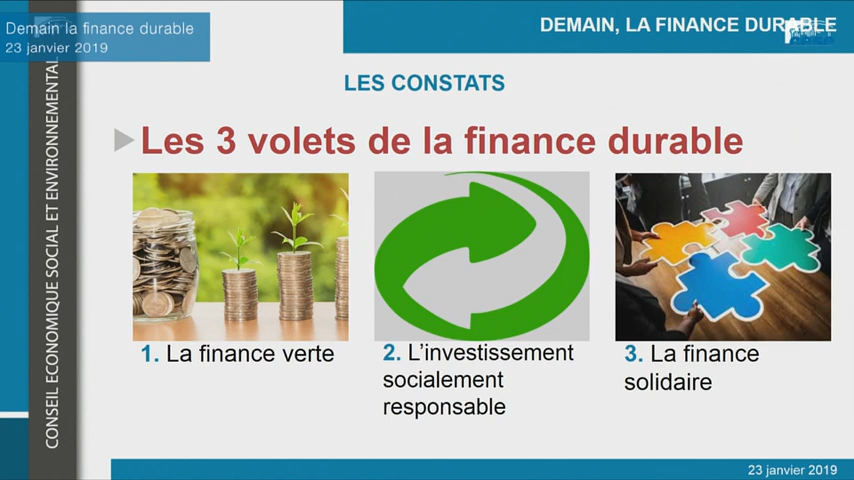 Demain la finance durable
23 janvier 2019
DEMAIN, LA FINANCE DURABLE
CONSEIL ECONOMIQUE SOCIAL ET ENVIRONNEMENTAL
LES CONSTATS
Les 3 volets de la finance durable
1. La finance verte
2. L’investissement
socialement
responsable
3. La finance
solidaire
23 janvier 2019